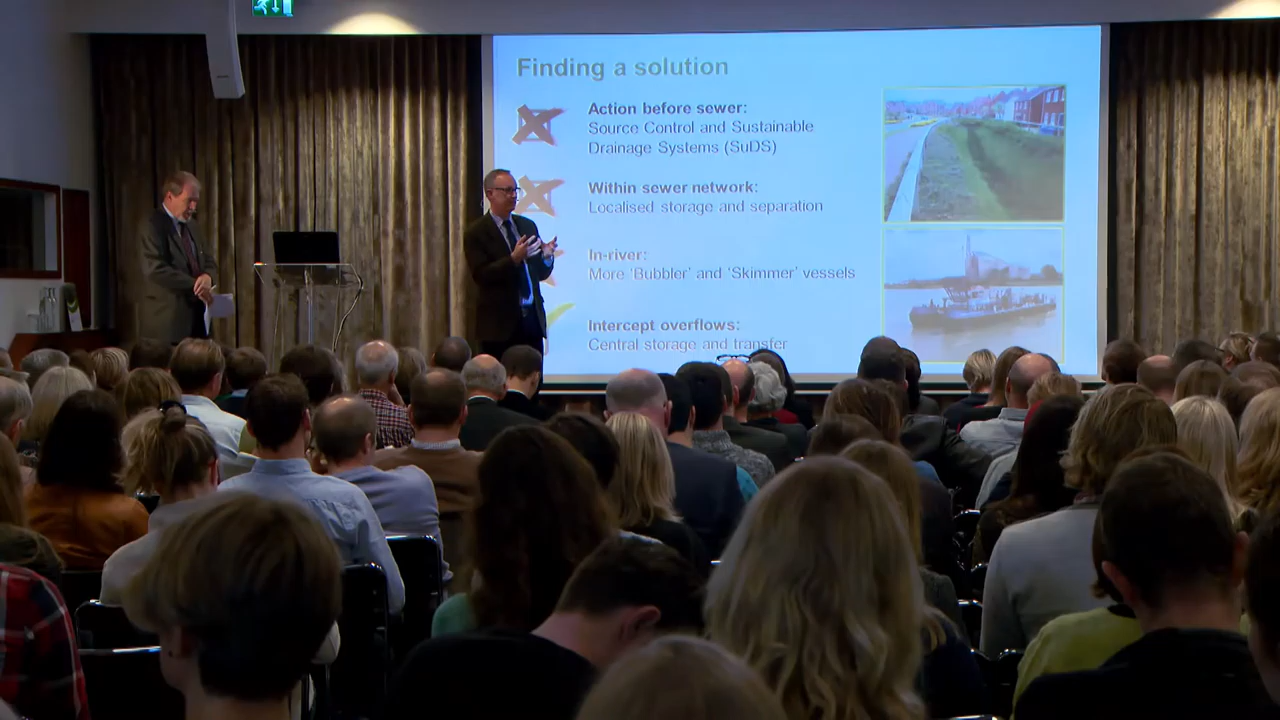 Finding a solution
Action before sewer:
Source Control and Sustainable
Drainage Systems (SuDS)
Within sewer network:
Localised storage and separation
In-river:
More 'Bubbler' and 'Skimmer' vessels
Intercept overflows:
Central storage and transfer